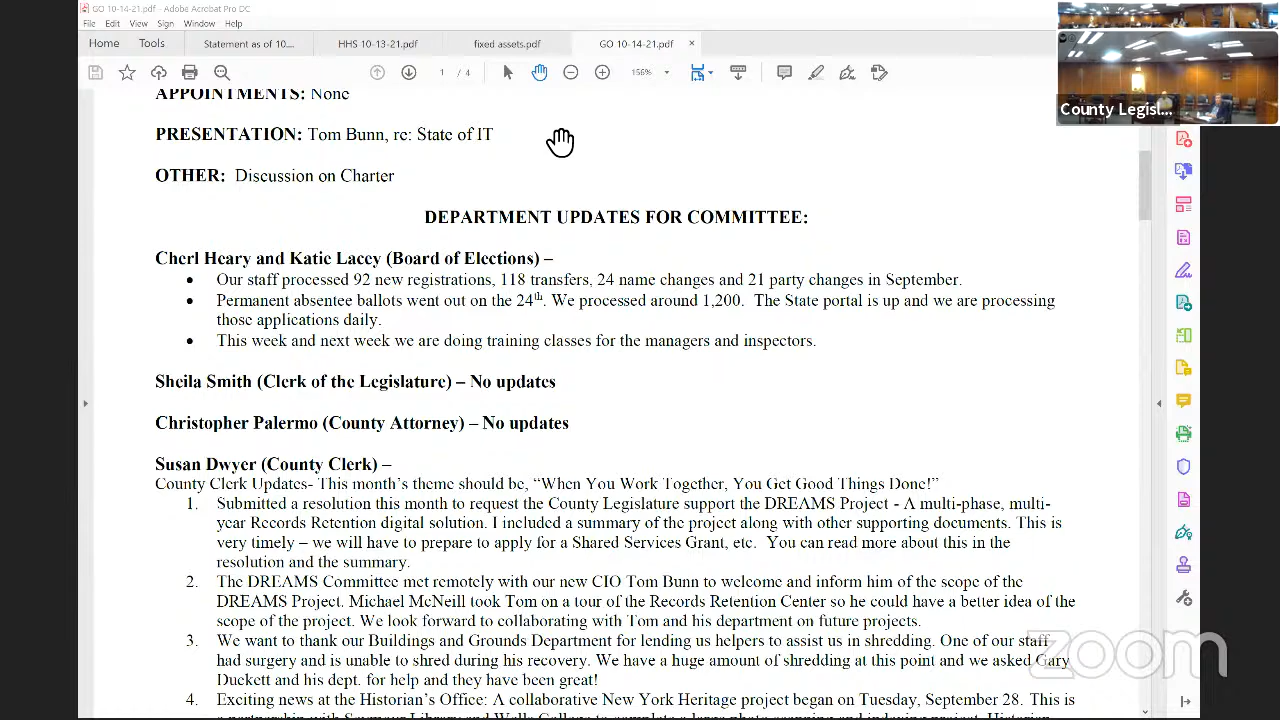 GO 10-14-21.pdf - Adobe Acrobat Pro DC
File Edit View Sign Window Help
Home Tools Statement as of 10... fixed assets.pdf GO 10-14-21.pdf ×
1 / 4 156%
County Legisl...
APPOINTMENTS: None
PRESENTATION: Tom Bunn, re: State of IT
OTHER: Discussion on Charter
DEPARTMENT UPDATES FOR COMMITTEE:
Cherl Heary and Katie Lacey (Board of Elections) –
• Our staff processed 92 new registrations, 118 transfers, 24 name changes and 21 party changes in September.
• Permanent absentee ballots went out on the 24th. We processed around 1,200. The State portal is up and we are processing
those applications daily.
• This week and next week we are doing training classes for the managers and inspectors.
Sheila Smith (Clerk of the Legislature) – No updates
Christopher Palermo (County Attorney) – No updates
Susan Dwyer (County Clerk) –
County Clerk Updates- This month's theme should be, “When You Work Together, You Get Good Things Done!”
1. Submitted a resolution this month to request the County Legislature support the DREAMS Project - A multi-phase, multi-
year Records Retention digital solution. I included a summary of the project along with other supporting documents. This is
very timely – we will have to prepare to apply for a Shared Services Grant, etc. You can read more about this in the
resolution and the summary.
2. The DREAMS Committee met remotely with our new CIO Tom Bunn to welcome and inform him of the scope of the
DREAMS Project. Michael McNeill took Tom on a tour of the Records Retention Center so he could have a better idea of the
scope of the project. We look forward to collaborating with Tom and his department on future projects.
3. We want to thank our Buildings and Grounds Department for lending us helpers to assist us in shredding. One of our staff
had surgery and is unable to shred during his recovery. We have a huge amount of shredding at this point and we asked Gary
Duckett and his dept. for help and they have been great!
4. Exciting news at the Historian's Office: A collaborative New York Heritage project began on Tuesday, September 28. This is
zoom